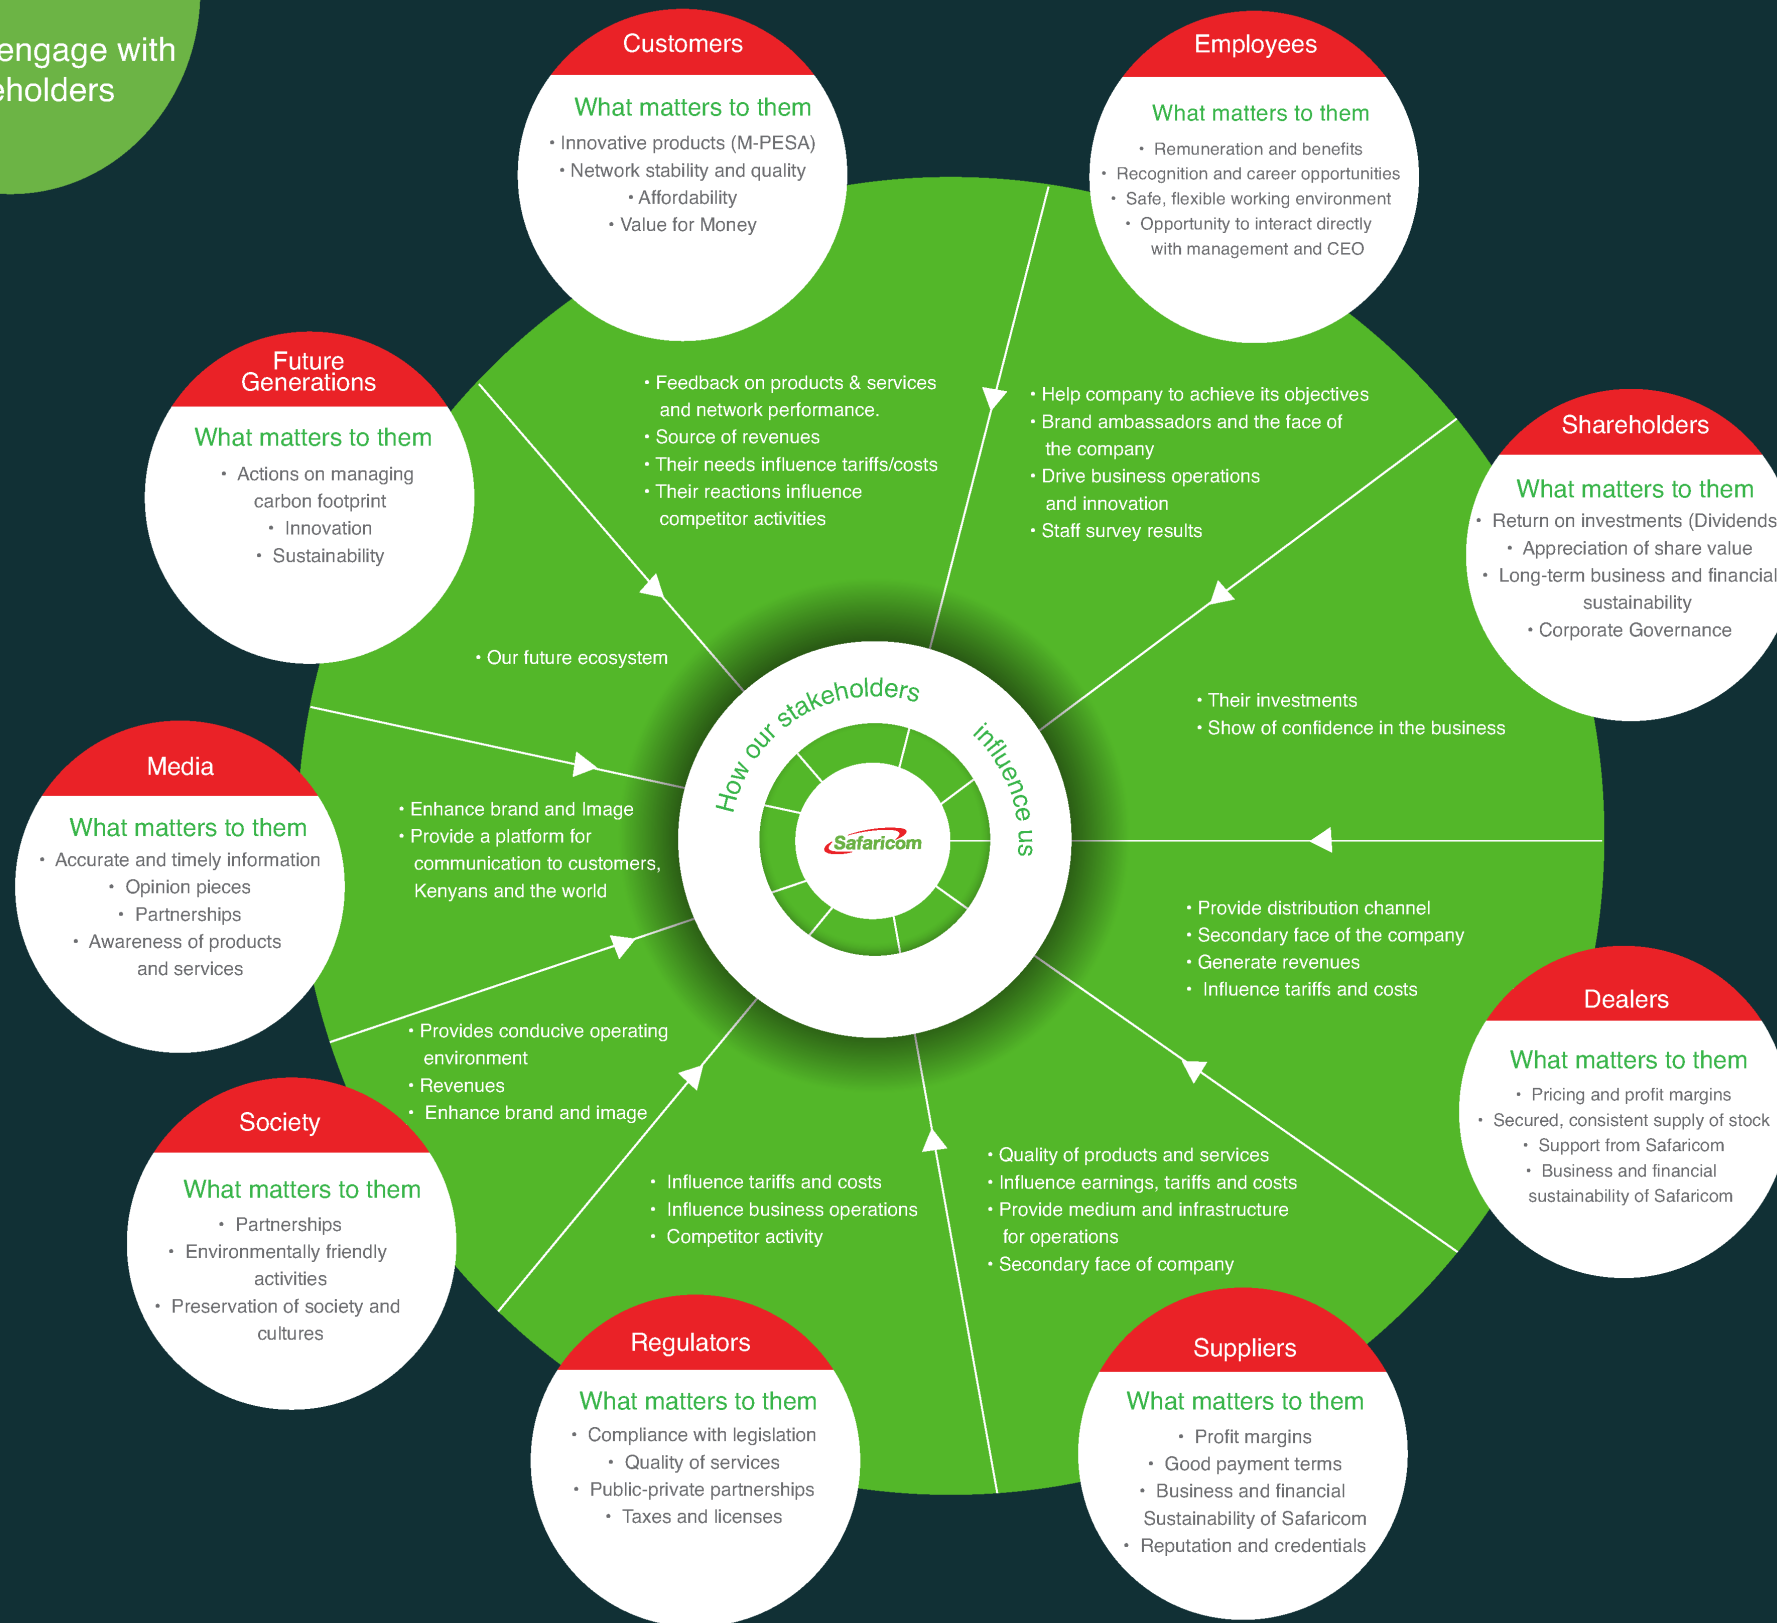 engage with
eholders
Customers
What matters to them
• Innovative products (M-PESA)
• Network stability and quality
• Affordability
• Value for Money
Employees
What matters to them
• Remuneration and benefits
• Recognition and career opportunities
• Safe, flexible working environment
• Opportunity to interact directly
with management and CEO
Shareholders
What matters to them
• Return on investments (Dividends
• Appreciation of share value
• Long-term business and financial
sustainability
• Corporate Governance
Dealers
What matters to them
• Pricing and profit margins
• Secured, consistent supply of stock
• Support from Safaricom
• Business and financial
sustainability of Safaricom
Suppliers
What matters to them
• Profit margins
• Good payment terms
• Business and financial
Sustainability of Safaricom
• Reputation and credentials
Regulators
What matters to them
• Compliance with legislation
• Quality of services
• Public-private partnerships
• Taxes and licenses
Society
What matters to them
• Partnerships
• Environmentally friendly
activities
• Preservation of society and
cultures
Media
What matters to them
• Accurate and timely information
• Opinion pieces
• Partnerships
• Awareness of products
and services
Future
Generations
What matters to them
• Actions on managing
carbon footprint
• Innovation
• Sustainability
• Feedback on products & services
and network performance.
• Source of revenues
• Their needs influence tariffs/costs
• Their reactions influence
competitor activities
• Help company to achieve its objectives
• Brand ambassadors and the face of
the company
• Drive business operations
and innovation
• Staff survey results
• Their investments
• Show of confidence in the business
• Provide distribution channel
• Secondary face of the company
• Generate revenues
• Influence tariffs and costs
• Quality of products and services
• Influence earnings, tariffs and costs
• Provide medium and infrastructure
for operations
• Secondary face of company
• Influence tariffs and costs
• Influence business operations
• Competitor activity
• Provides conducive operating
environment
• Revenues
• Enhance brand and image
• Enhance brand and Image
• Provide a platform for
communication to customers,
Kenyans and the world
• Our future ecosystem
How our stakeholders influence us
Safaricom